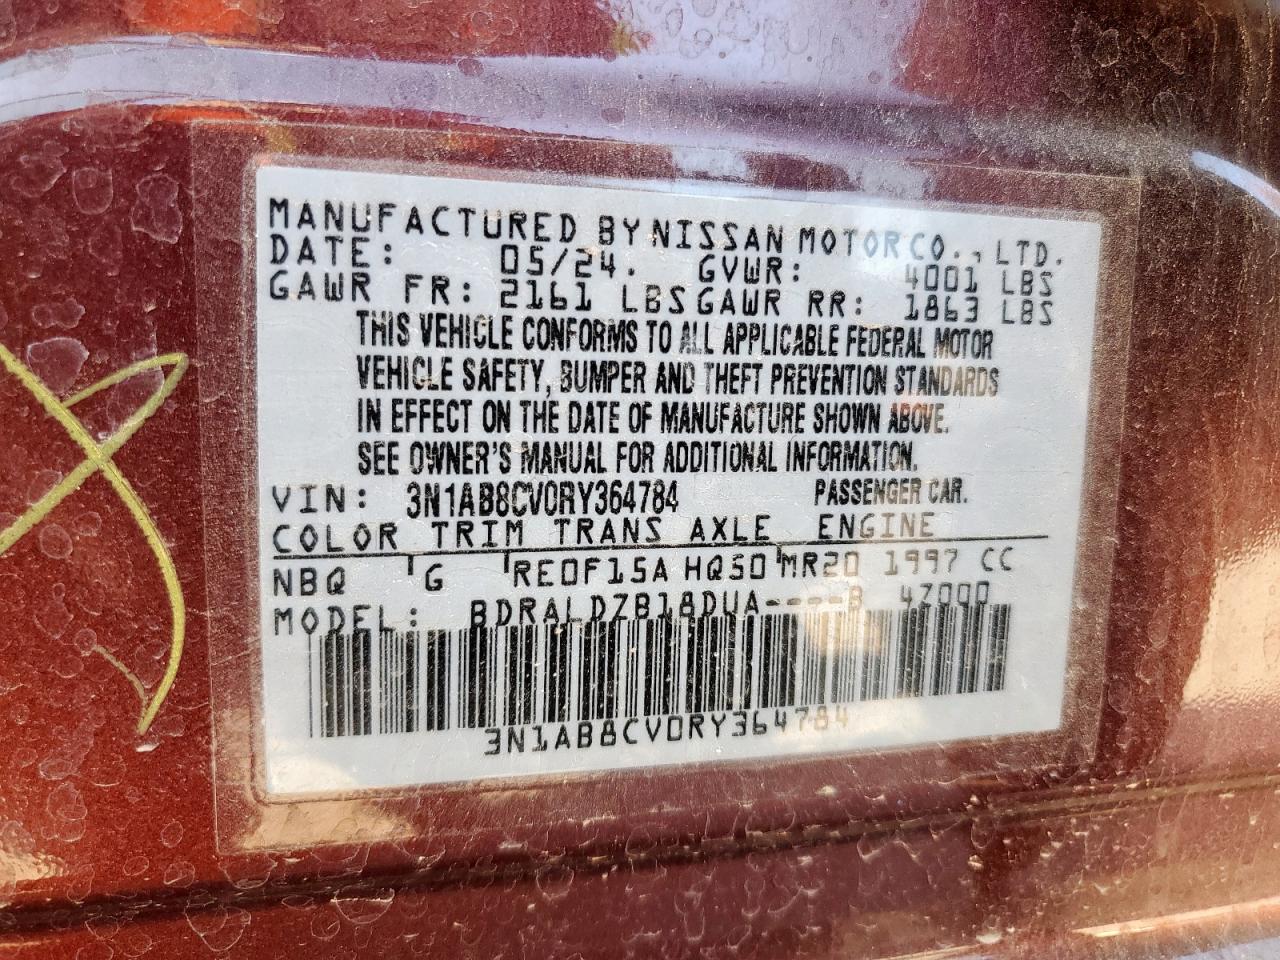 MANUFACTURED BY NISSAN MOTOR CO., LTD.
DATE: 05/24. GVWR: 4001 LBS
GAWR FR: 2161 LBS GAWR RR: 1863 LBS
THIS VEHICLE CONFORMS TO ALL APPLICABLE FEDERAL MOTOR
VEHICLE SAFETY, BUMPER AND THEFT PREVENTION STANDARDS
IN EFFECT ON THE DATE OF MANUFACTURE SHOWN ABOVE.
SEE OWNER'S MANUAL FOR ADDITIONAL INFORMATION.
VIN: 3N1AB8CV0RY364784 PASSENGER CAR.
COLOR TRIM TRANS AXLE ENGINE
NBQ G RE0F15A HQ50 MR20 1997 CC
MODEL: BDRALDZB18DUA----B 4Z000
3N1AB8CV0RY364784